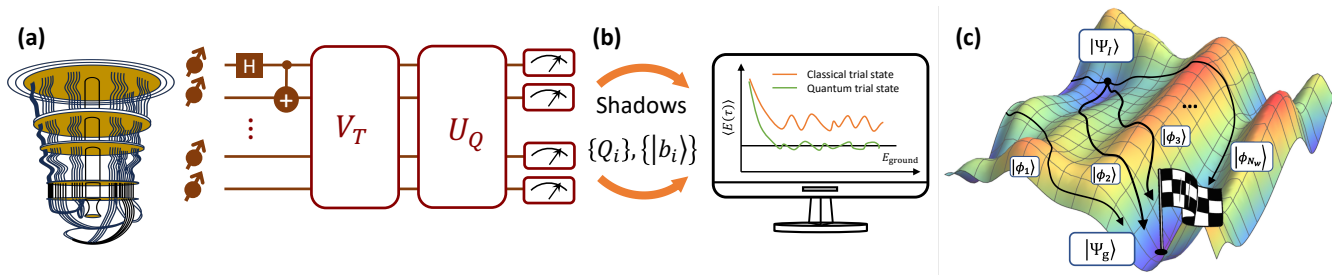 (a)
H
V_T
U_Q
(b)
Shadows
{Q_i}, {|b_i⟩}
⟨E(τ)⟩
Classical trial state
Quantum trial state
E_ground
τ
(c)
|Ψ_I⟩
...
|ϕ_1⟩
|ϕ_2⟩
|ϕ_3⟩
|ϕ_{N_w}⟩
|Ψ_g⟩